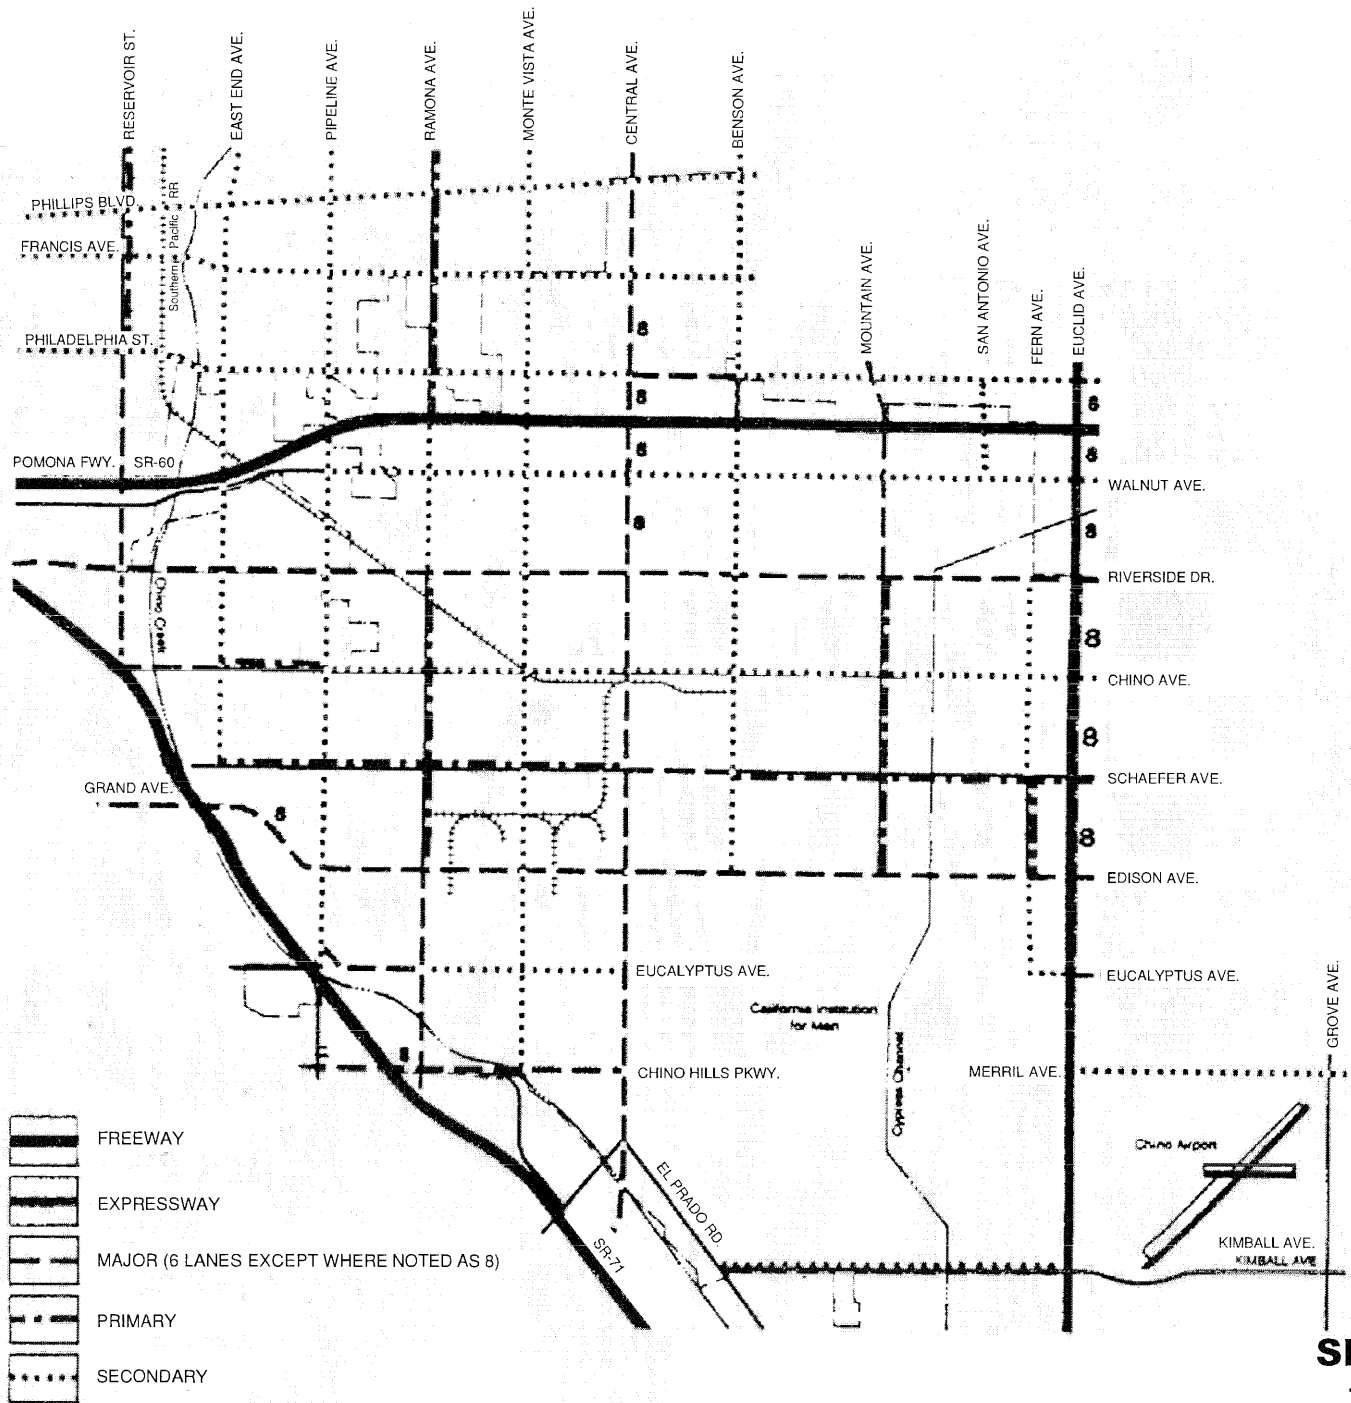 RESERVOIR ST.
EAST END AVE.
PIPELINE AVE.
RAMONA AVE.
MONTE VISTA AVE.
CENTRAL AVE.
BENSON AVE.
PHILLIPS BLVD.
Southern Pacific RR
FRANCIS AVE.
MOUNTAIN AVE.
SAN ANTONIO AVE.
FERN AVE.
EUCLID AVE.
8
PHILADELPHIA ST.
8
8
8
8
POMONA FWY. SR-60
WALNUT AVE.
8
8
RIVERSIDE DR.
Chino Creek
8
CHINO AVE.
8
SCHAEFER AVE.
GRAND AVE.
8
8
EDISON AVE.
EUCALYPTUS AVE.
EUCALYPTUS AVE.
GROVE AVE.
California Institution
for Men
Cypress Channel
8
CHINO HILLS PKWY.
MERRIL AVE.
FREEWAY
Chino Airport
EL PRADO RD.
EXPRESSWAY
SR-71
KIMBALL AVE.
KIMBALL AVE
MAJOR (6 LANES EXCEPT WHERE NOTED AS 8)
PRIMARY
SECONDARY